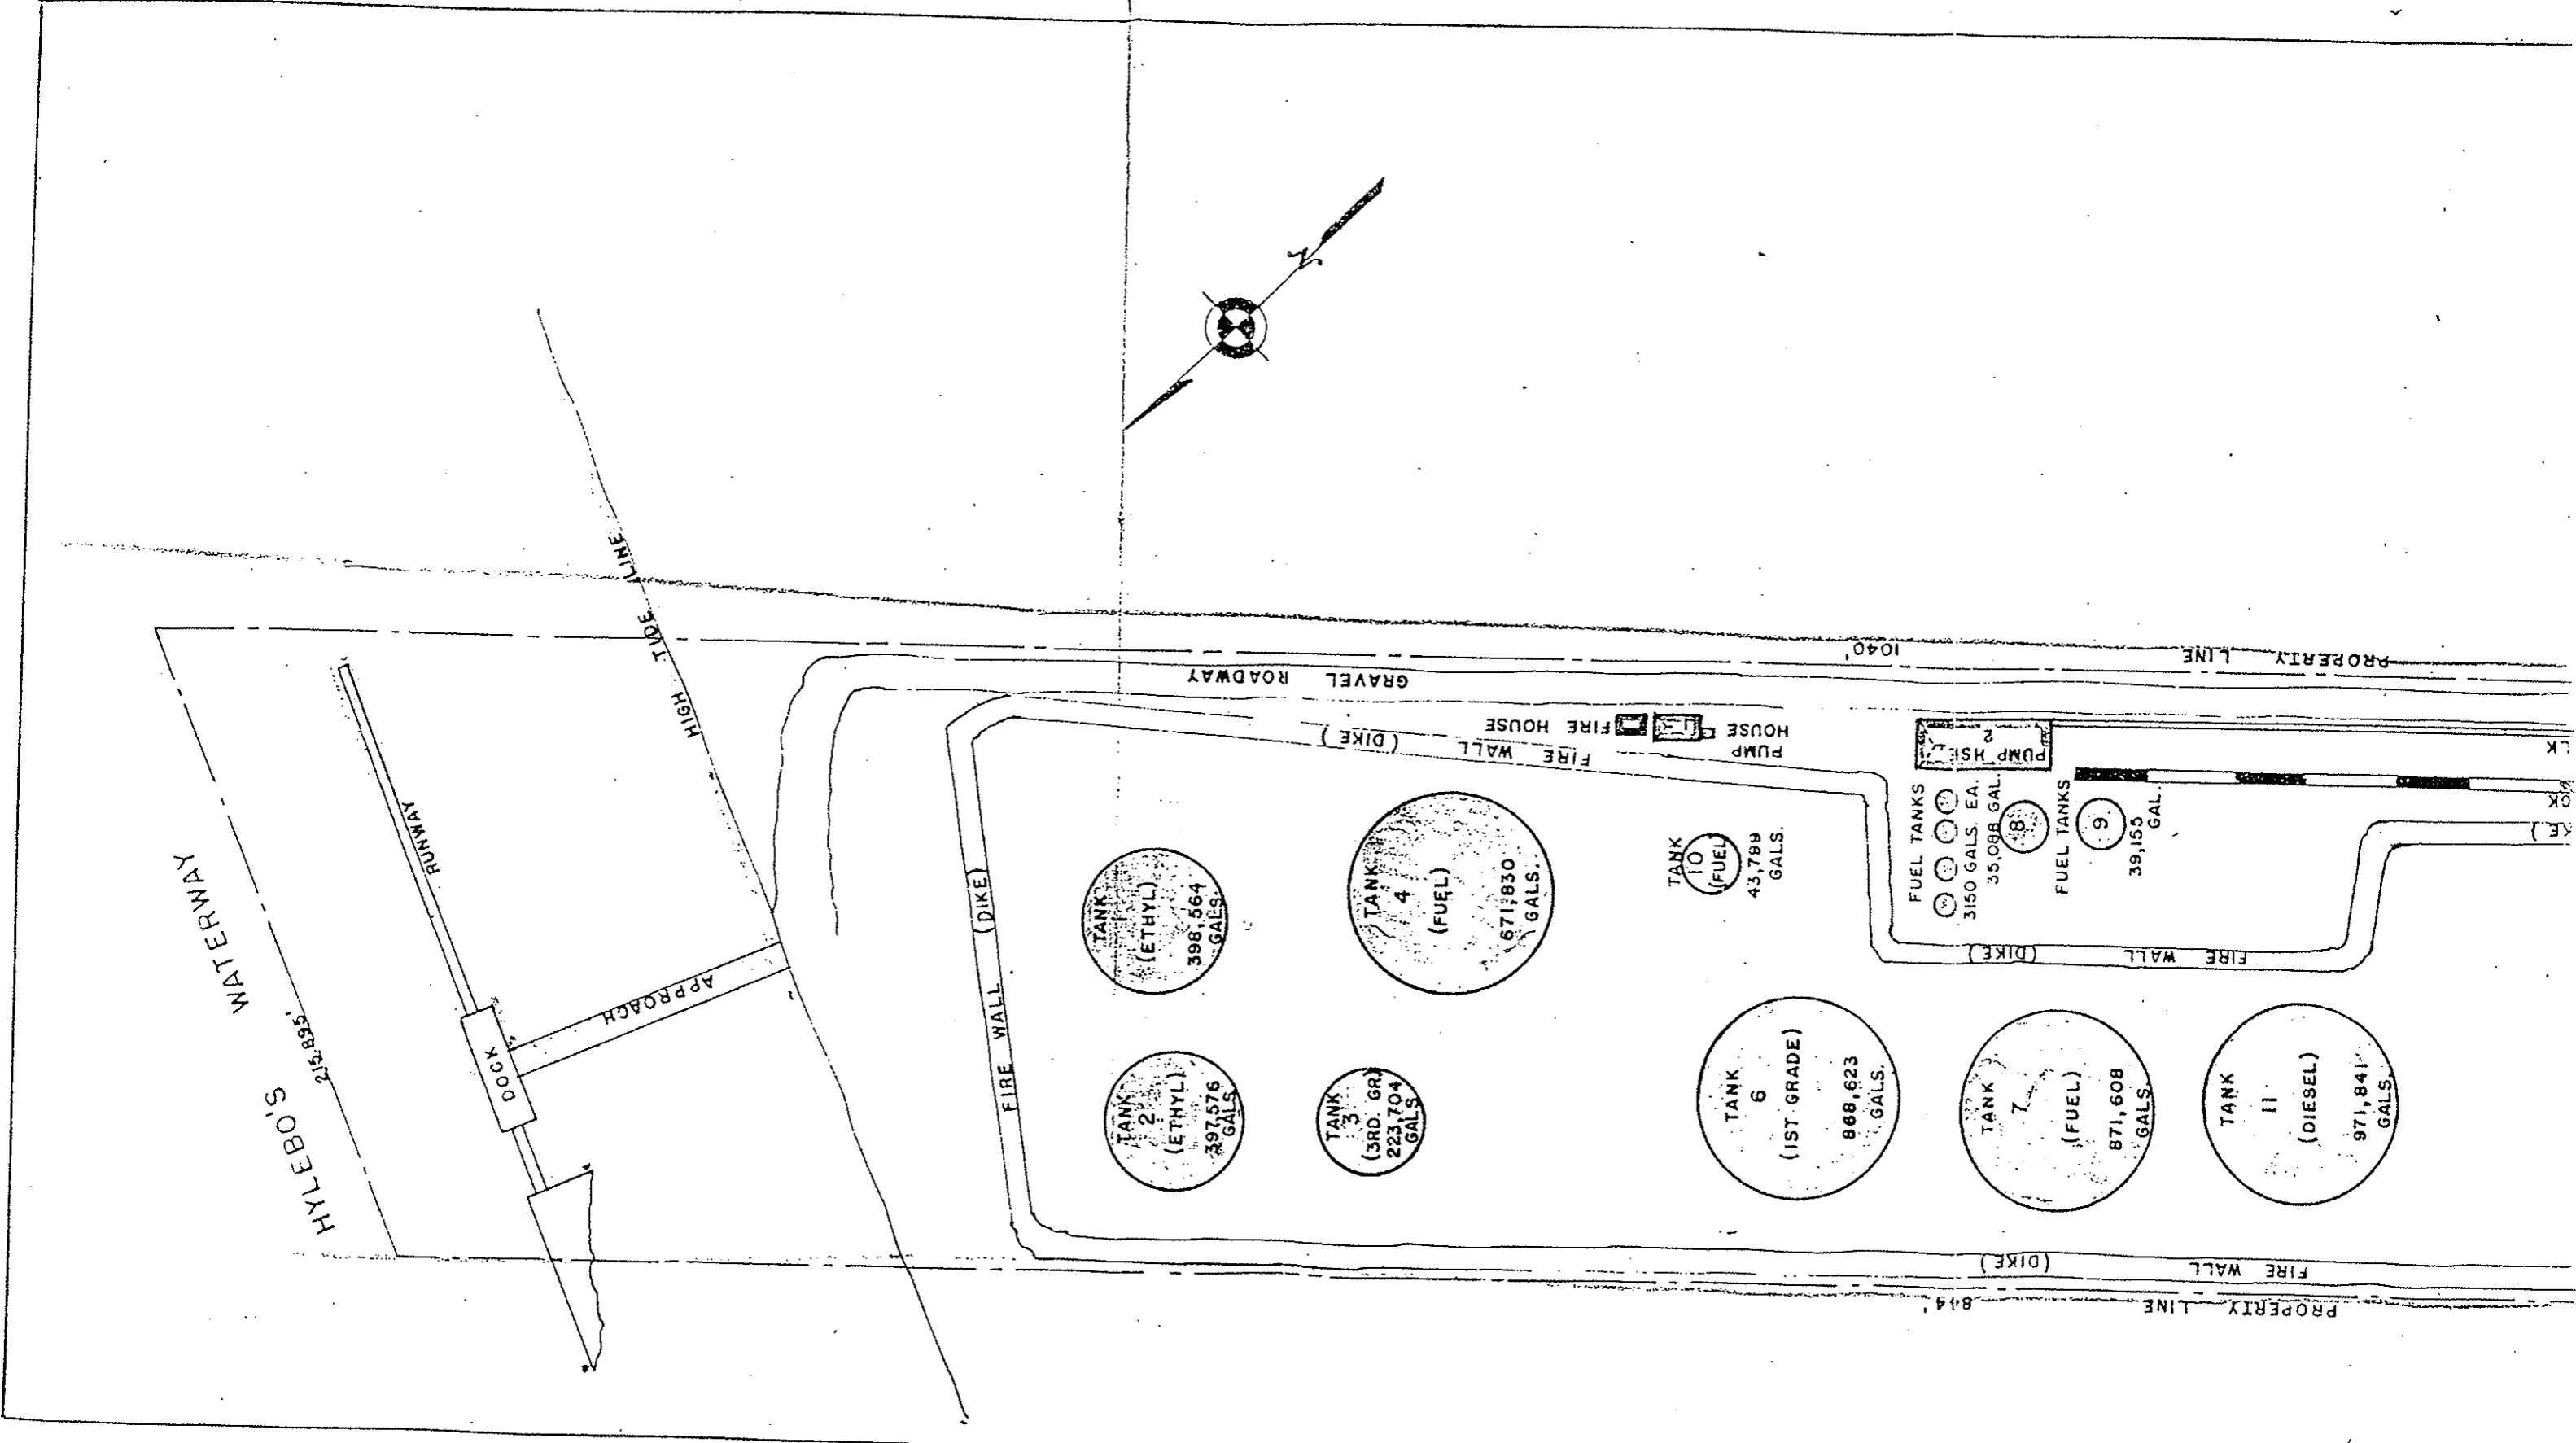 HYLEBO'S WATERWAY
215.895'
RUNWAY
DOCK
APPROACH
HIGH TIDE LINE
N
PROPERTY LINE 1040'
GRAVEL ROADWAY
FIRE WALL (DIKE)
FIRE HOUSE
PUMP
HOUSE
PUMP HSE
2
FIRE WALL (DIKE)
TANK
1
(ETHYL)
398,564
GALS.
TANK
2
(ETHYL)
397,576
GALS.
TANK
3
(3RD. GR.)
223,704
GALS.
TANK
4
(FUEL)
671,830
GALS.
TANK
10
(FUEL)
43,799
GALS.
FUEL TANKS
3150 GALS. EA.
35,088 GAL.
8
FUEL TANKS
9
39,155
GAL.
FIRE WALL (DIKE)
TANK
6
(1ST GRADE)
868,623
GALS.
TANK
7
(FUEL)
871,608
GALS.
TANK
11
(DIESEL)
971,841
GALS.
FIRE WALL (DIKE)
PROPERTY LINE 844'